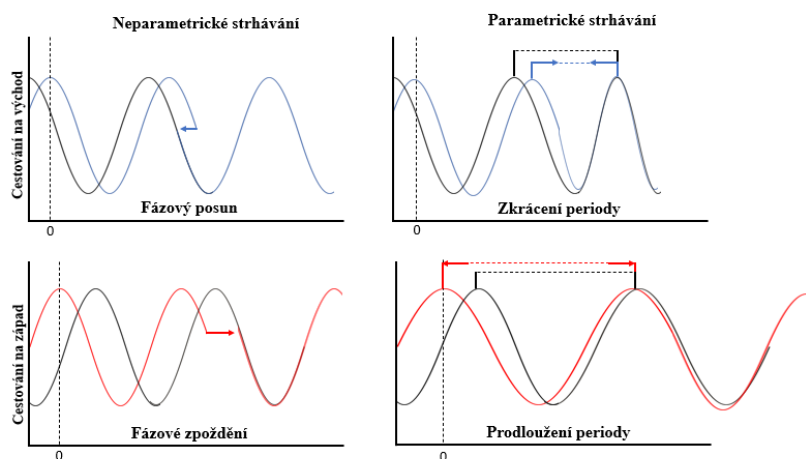 Neparametrické strhávání
Parametrické strhávání
Cestování na východ
Fázový posun
Zkrácení periody
0
0
Cestování na západ
Fázové zpoždění
Prodloužení periody
0
0